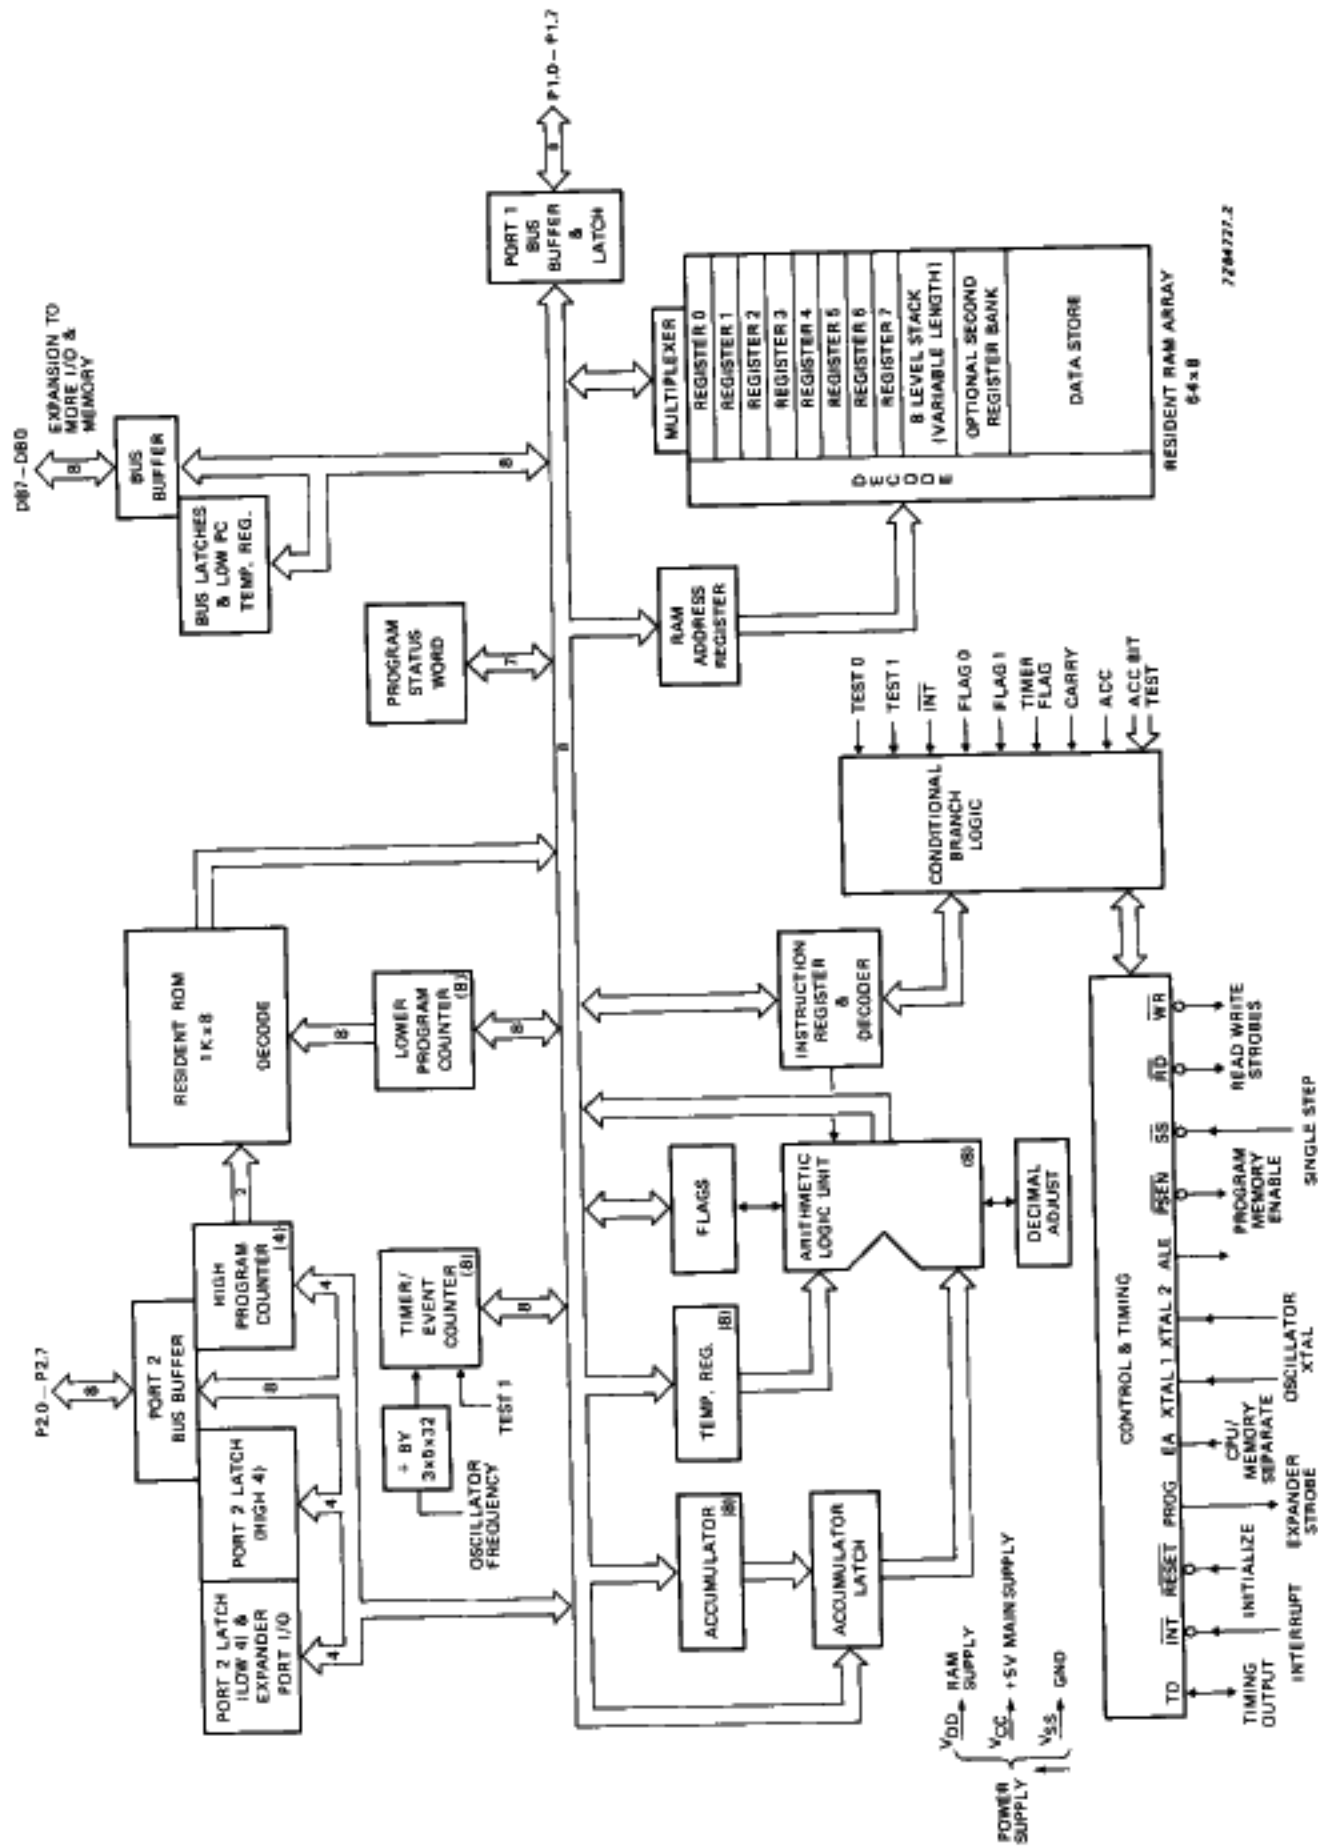 P2.0–P2.7
8
PORT 2
BUS BUFFER
PORT 2 LATCH
(LOW 4) &
EXPANDER
PORT I/O
PORT 2 LATCH
(HIGH 4)
HIGH
PROGRAM
COUNTER
(4)
2
RESIDENT ROM
1K x 8
DECODE
4
4
8
4
8
LOWER
PROGRAM
COUNTER
(8)
8
OSCILLATOR
FREQUENCY
÷ BY
3x5x32
TEST 1
TIMER/
EVENT
COUNTER
(8)
8
PROGRAM
STATUS
WORD
7
DB7–DB0
8
EXPANSION TO
MORE I/O &
MEMORY
BUS
BUFFER
BUS LATCHES
& LOW PC
TEMP. REG.
8
8
PORT 1
BUS
BUFFER
&
LATCH
8
P1.0–P1.7
ACCUMULATOR
(8)
ACCUMULATOR
LATCH
TEMP. REG.
(8)
FLAGS
ARITHMETIC
LOGIC UNIT
(8)
DECIMAL
ADJUST
INSTRUCTION
REGISTER
&
DECODER
RAM
ADDRESS
REGISTER
MULTIPLEXER
DECODE
REGISTER 0
REGISTER 1
REGISTER 2
REGISTER 3
REGISTER 4
REGISTER 5
REGISTER 6
REGISTER 7
8 LEVEL STACK
(VARIABLE LENGTH)
OPTIONAL SECOND
REGISTER BANK
DATA STORE
RESIDENT RAM ARRAY
64x8
CONDITIONAL
BRANCH
LOGIC
TEST 0
TEST 1
INT
FLAG 0
FLAG 1
TIMER
FLAG
CARRY
ACC
ACC BIT
TEST
POWER
SUPPLY
VDD
RAM
SUPPLY
VCC
+5V MAIN SUPPLY
VSS
GND
CONTROL & TIMING
TO
INT
RESET
PROG
EA
XTAL 1
XTAL 2
ALE
PSEN
SS
RD
WR
TIMING
OUTPUT
INTERRUPT
INITIALIZE
EXPANDER
STROBE
CPU/
MEMORY
SEPARATE
OSCILLATOR
XTAL
PROGRAM
MEMORY
ENABLE
SINGLE STEP
READ WRITE
STROBES
7284727.2